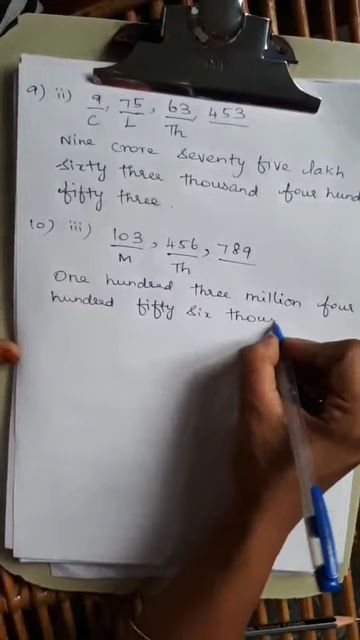 9) ii) 9, 75, 63, 453
C L Th
Nine crore seventy five lakh
sixty three thousand four hund
fifty three.
10) iii) 103, 456, 789
M Th
One hundred three million four
hundred fifty six thous